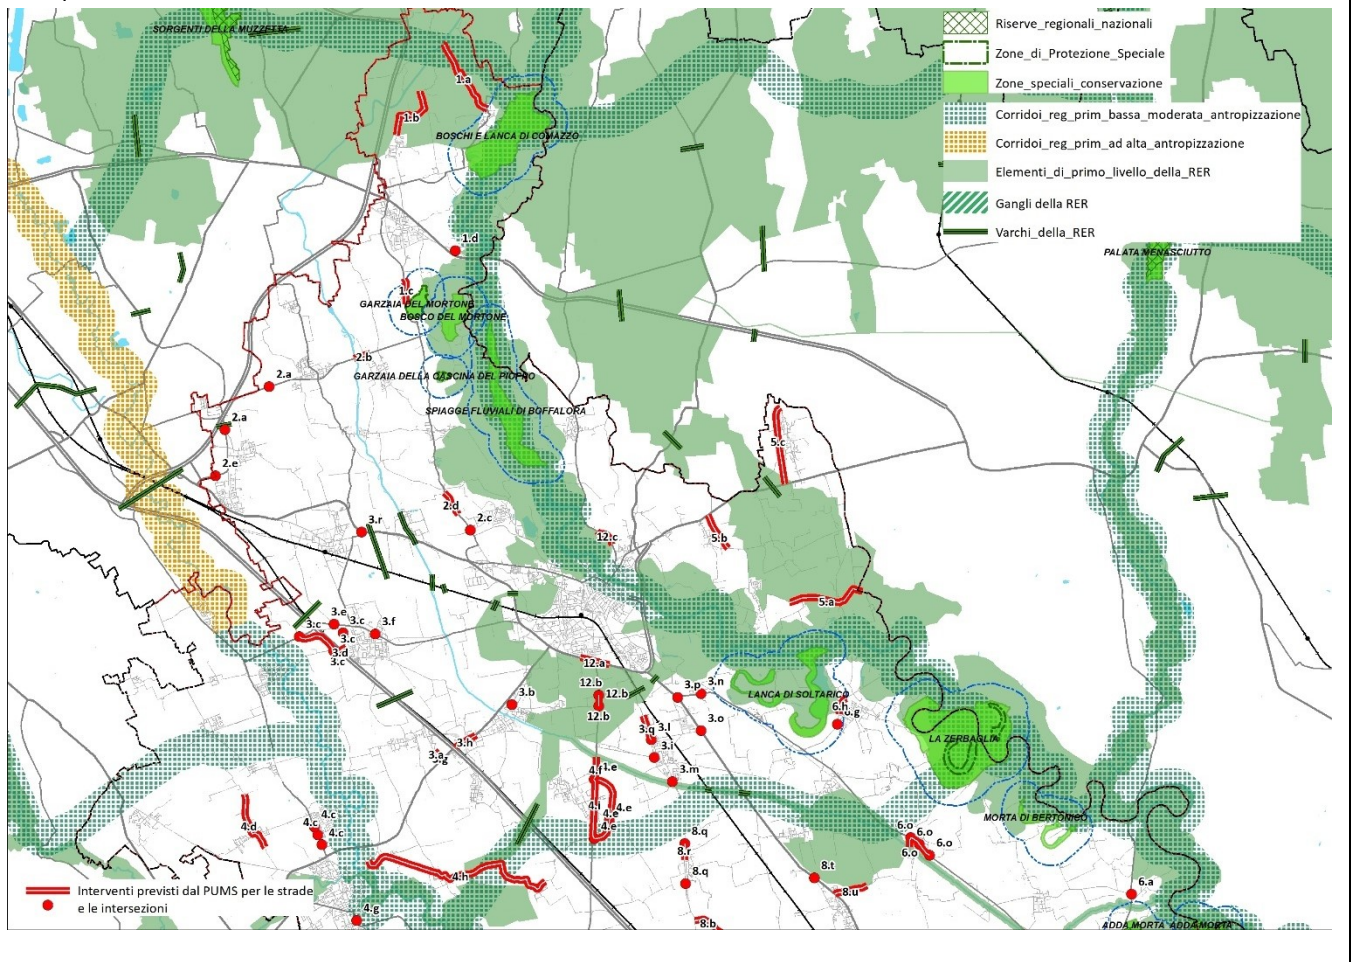 SORGENTI DELLA MUZZETTA
Riserve_regionali_nazionali
Zone_di_Protezione_Speciale
Zone_speciali_conservazione
Corridoi_reg_prim_bassa_moderata_antropizzazione
Corridoi_reg_prim_ad alta_antropizzazione
Elementi_di_primo_livello_della_RER
Gangli della RER
Varchi_della_RER
1.a
1.b
BOSCHI E LANCA DI COMAZZO
1.d
PALATA MENASCIUTTO
1.c
GARZAIA DEL MORTONE
BOSCO DEL MORTONE
2.b
2.a
GARZAIA DELLA CASCINA DEL PIOPPO
SPIAGGE FLUVIALI DI BOFFALORA
2.a
5.c
2.e
2.d
2.c
3.r
12.c
5.b
5.a
3.e
3.c
3.c
3.f
3.c
3.d
3.c
12.a
12.b
12.b
12.b
3.b
3.p
3.n
LANCA DI SOLTARICO
6.h
6.g
3.q
3.l
3.o
3.i
3.h
3.a
LA ZERBAGLIA
4.f
4.e
3.m
4.i
4.e
4.e
4.e
MORTA DI BERTONICO
4.d
4.c
4.c
4.c
8.q
8.r
8.q
6.o
6.o
6.o
6.o
4.h
8.t
8.u
6.a
4.g
8.b
ADDA MORTA
ADDA MORTA
Interventi previsti dal PUMS per le strade
e le intersezioni